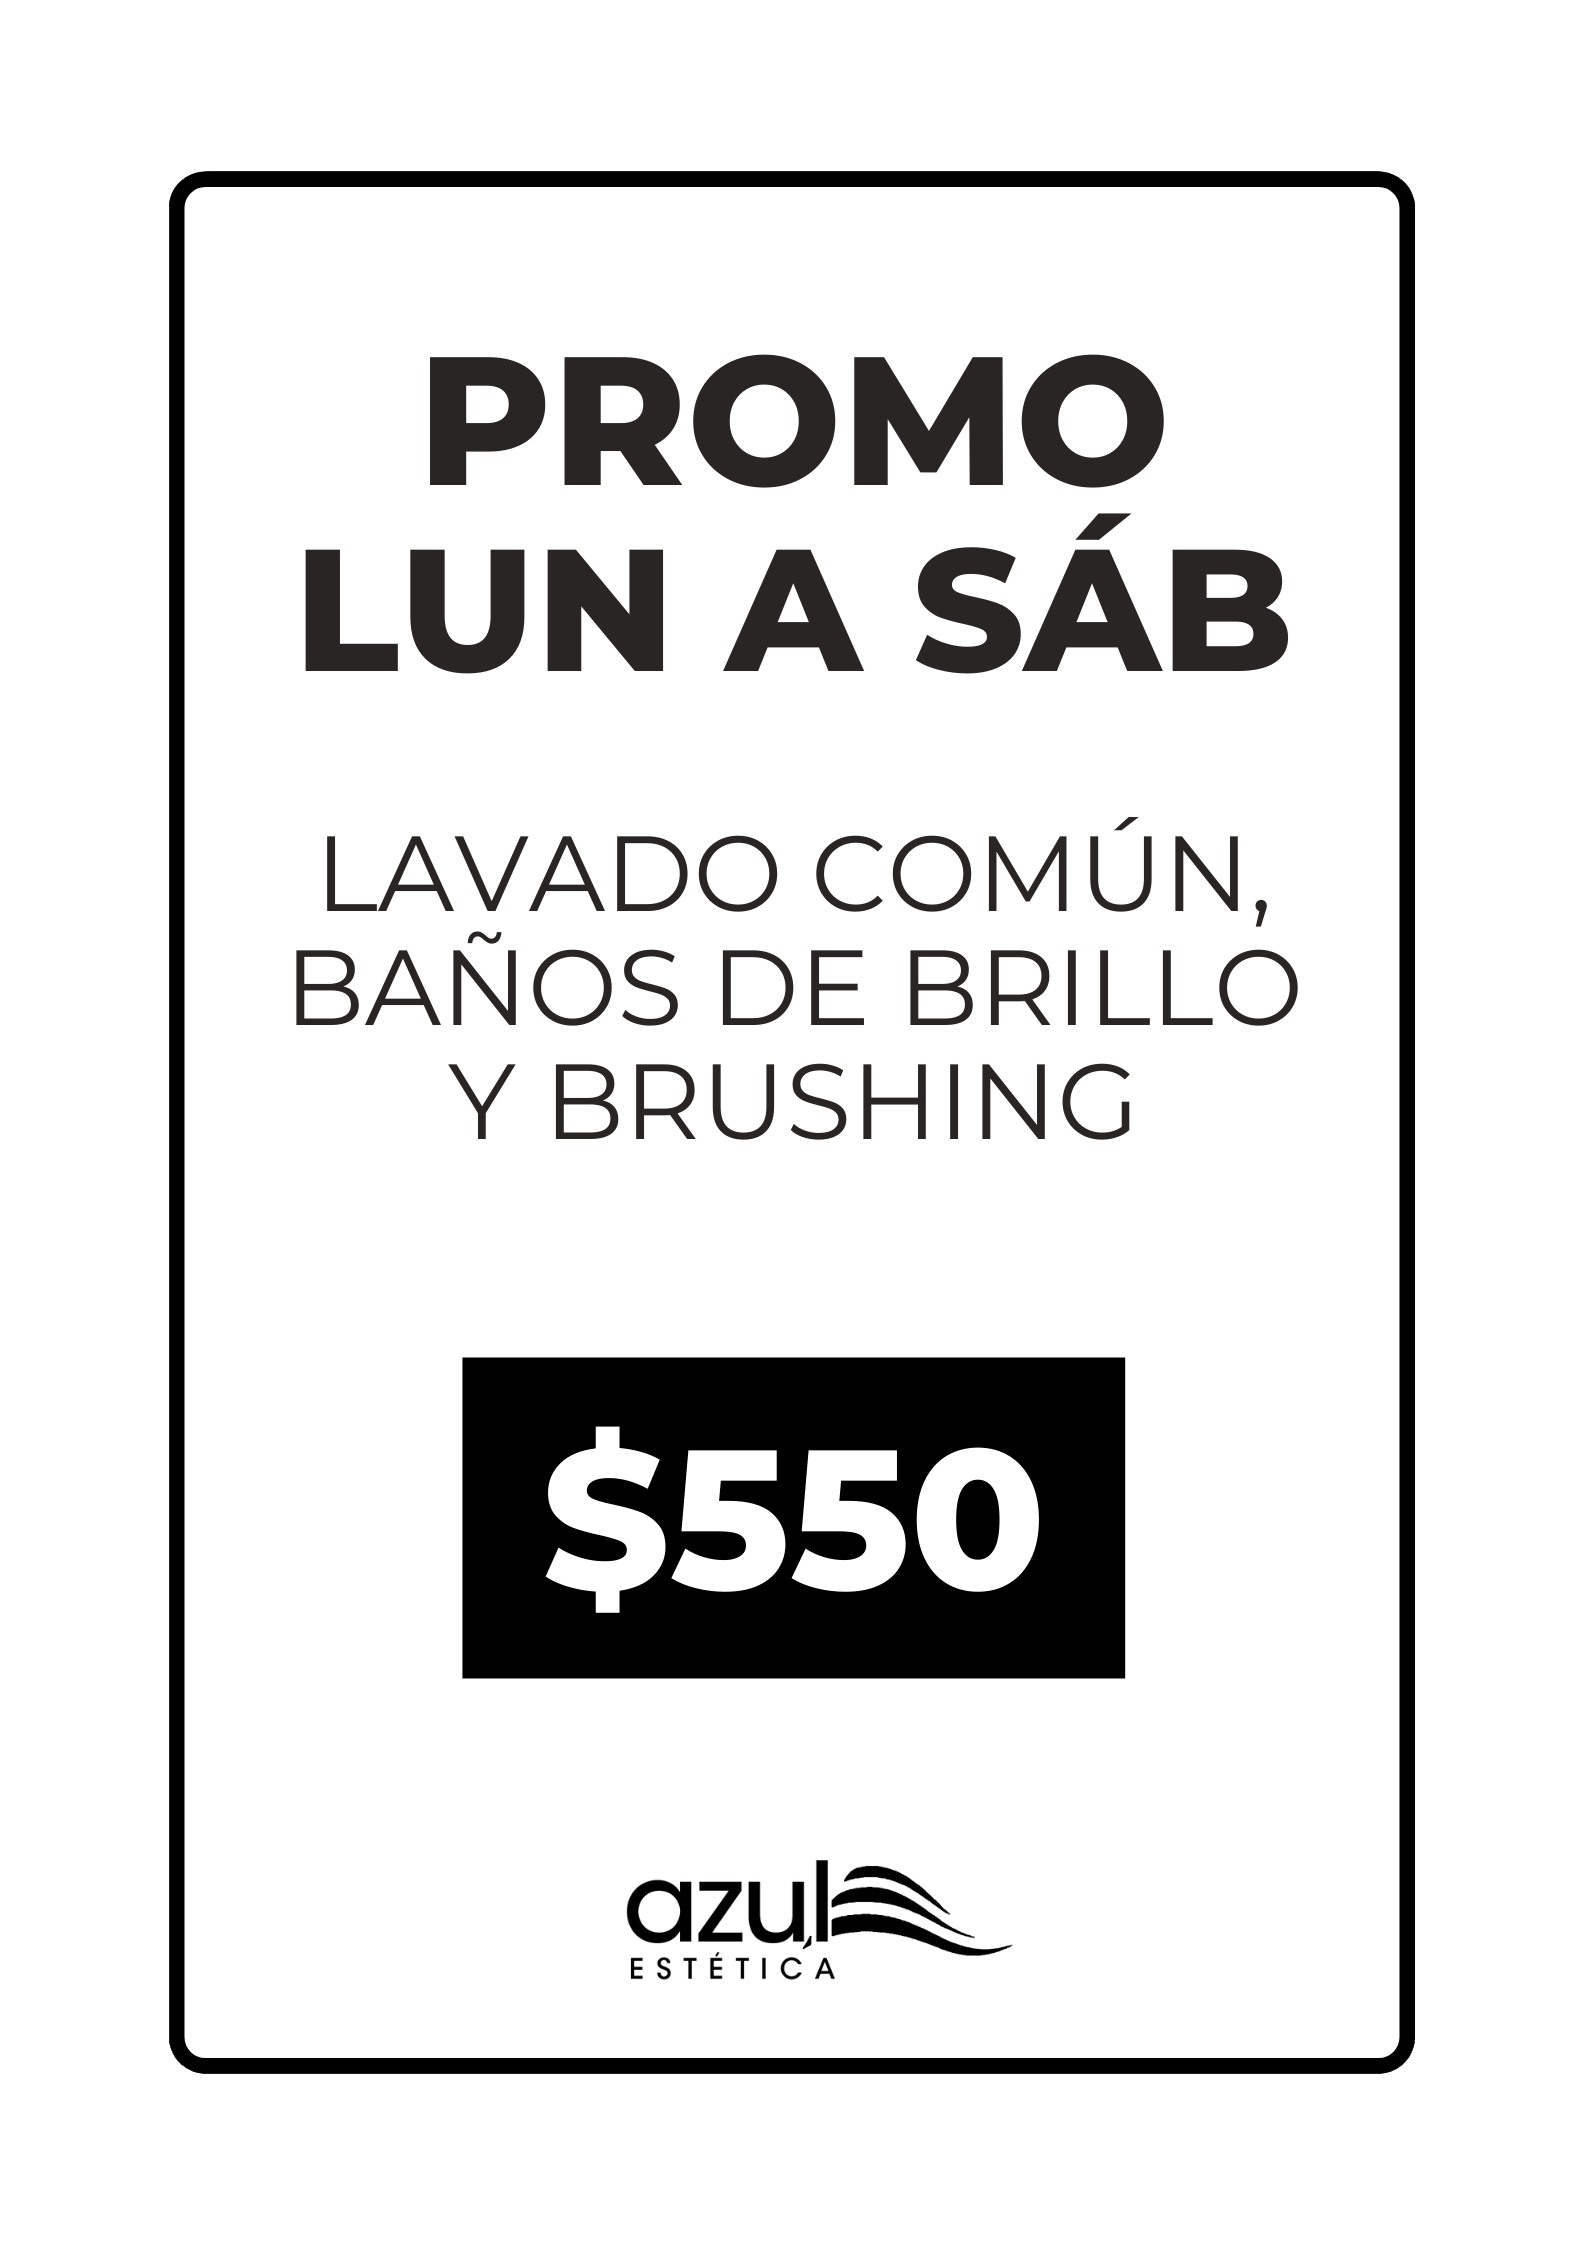 PROMO
LUN A SÁB
LAVADO COMÚN,
BAÑOS DE BRILLO
Y BRUSHING
$550
azul
ESTÉTICA